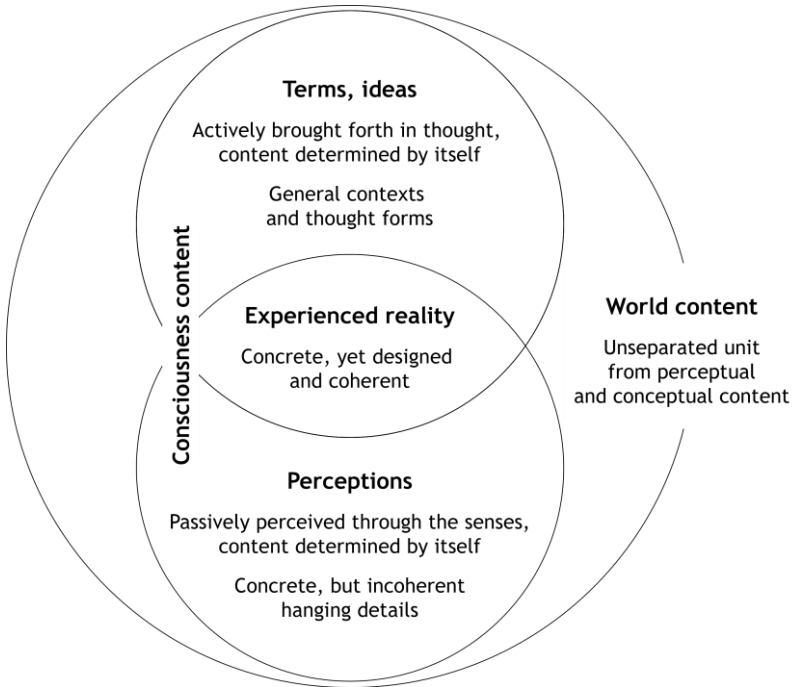 Terms, ideas
Actively brought forth in thought,
content determined by itself
General contexts
and thought forms
Consciousness content
Experienced reality
Concrete, yet designed
and coherent
World content
Unseparated unit
from perceptual
and conceptual content
Perceptions
Passively perceived through the senses,
content determined by itself
Concrete, but incoherent
hanging details